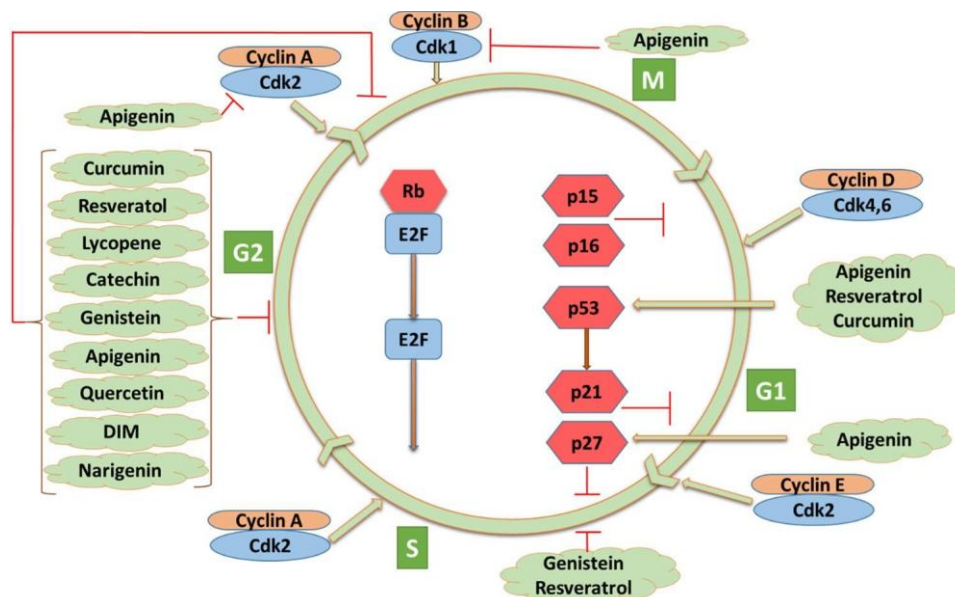 Cyclin B
Cdk1
Apigenin
M
Cyclin A
Cdk2
Apigenin
Curcumin
Resveratol
Lycopene
Catechin
Genistein
Apigenin
Quercetin
DIM
Narigenin
G2
Rb
E2F
E2F
p15
p16
p53
p21
p27
Cyclin D
Cdk4,6
Apigenin
Resveratrol
Curcumin
G1
Apigenin
Cyclin E
Cdk2
Cyclin A
Cdk2
S
Genistein
Resveratrol